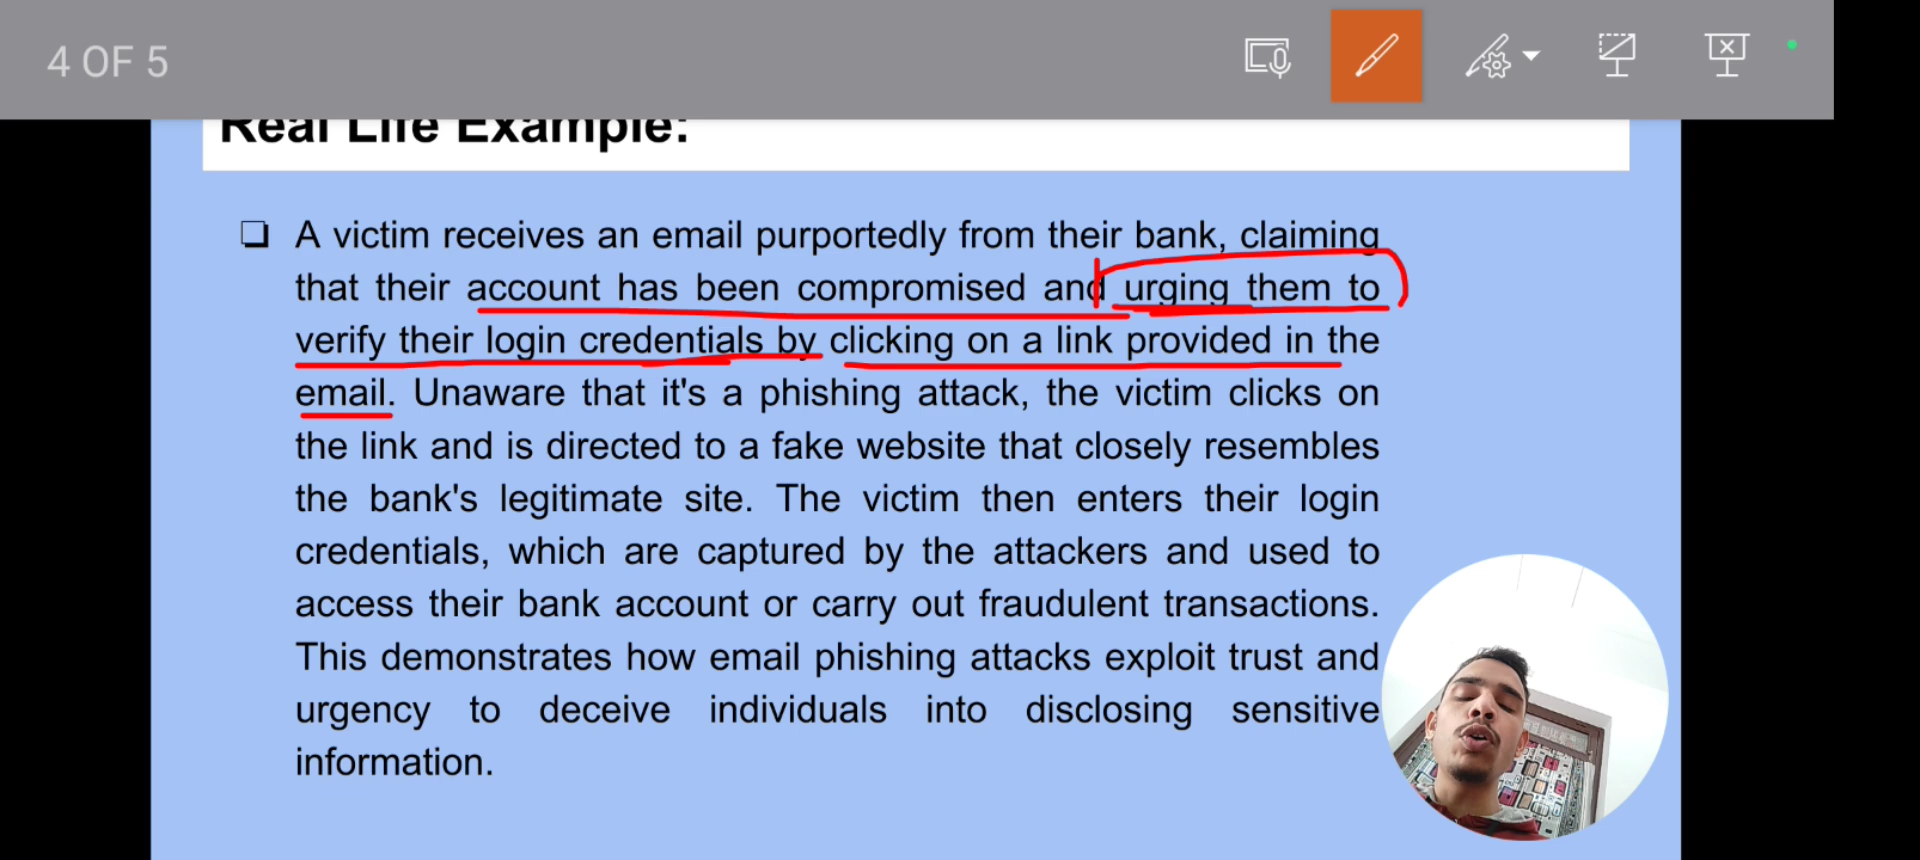 4 OF 5
Real Life Example:
A victim receives an email purportedly from their bank, claiming
that their account has been compromised and urging them to
verify their login credentials by clicking on a link provided in the
email. Unaware that it's a phishing attack, the victim clicks on
the link and is directed to a fake website that closely resembles
the bank's legitimate site. The victim then enters their login
credentials, which are captured by the attackers and used to
access their bank account or carry out fraudulent transactions.
This demonstrates how email phishing attacks exploit trust and
urgency to deceive individuals into disclosing sensitive
information.